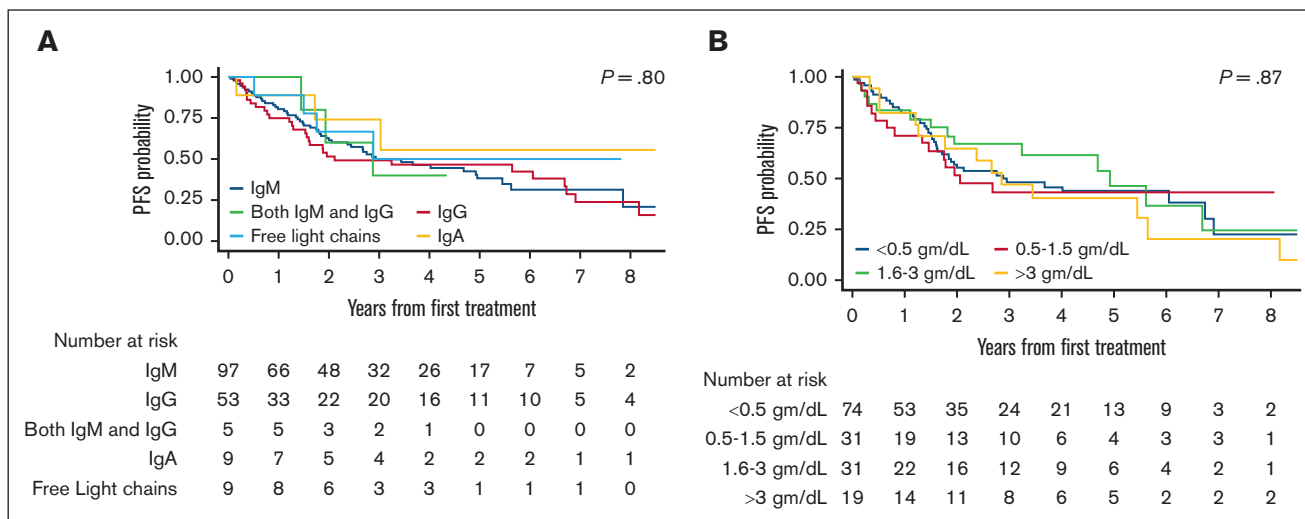 A
P = .80
1.00
0.75
0.50
0.25
0.00
PFS probability
IgM
Both IgM and IgG
IgG
Free light chains
IgA
0 1 2 3 4 5 6 7 8
Years from first treatment
Number at risk
IgM 97 66 48 32 26 17 7 5 2
IgG 53 33 22 20 16 11 10 5 4
Both IgM and IgG 5 5 3 2 1 0 0 0 0
IgA 9 7 5 4 2 2 2 1 1
Free Light chains 9 8 6 3 3 1 1 1 0
B
P = .87
1.00
0.75
0.50
0.25
0.00
PFS probability
<0.5 gm/dL 0.5-1.5 gm/dL
1.6-3 gm/dL >3 gm/dL
0 1 2 3 4 5 6 7 8
Years from first treatment
Number at risk
<0.5 gm/dL 74 53 35 24 21 13 9 3 2
0.5-1.5 gm/dL 31 19 13 10 6 4 3 3 1
1.6-3 gm/dL 31 22 16 12 9 6 4 2 1
>3 gm/dL 19 14 11 8 6 5 2 2 2